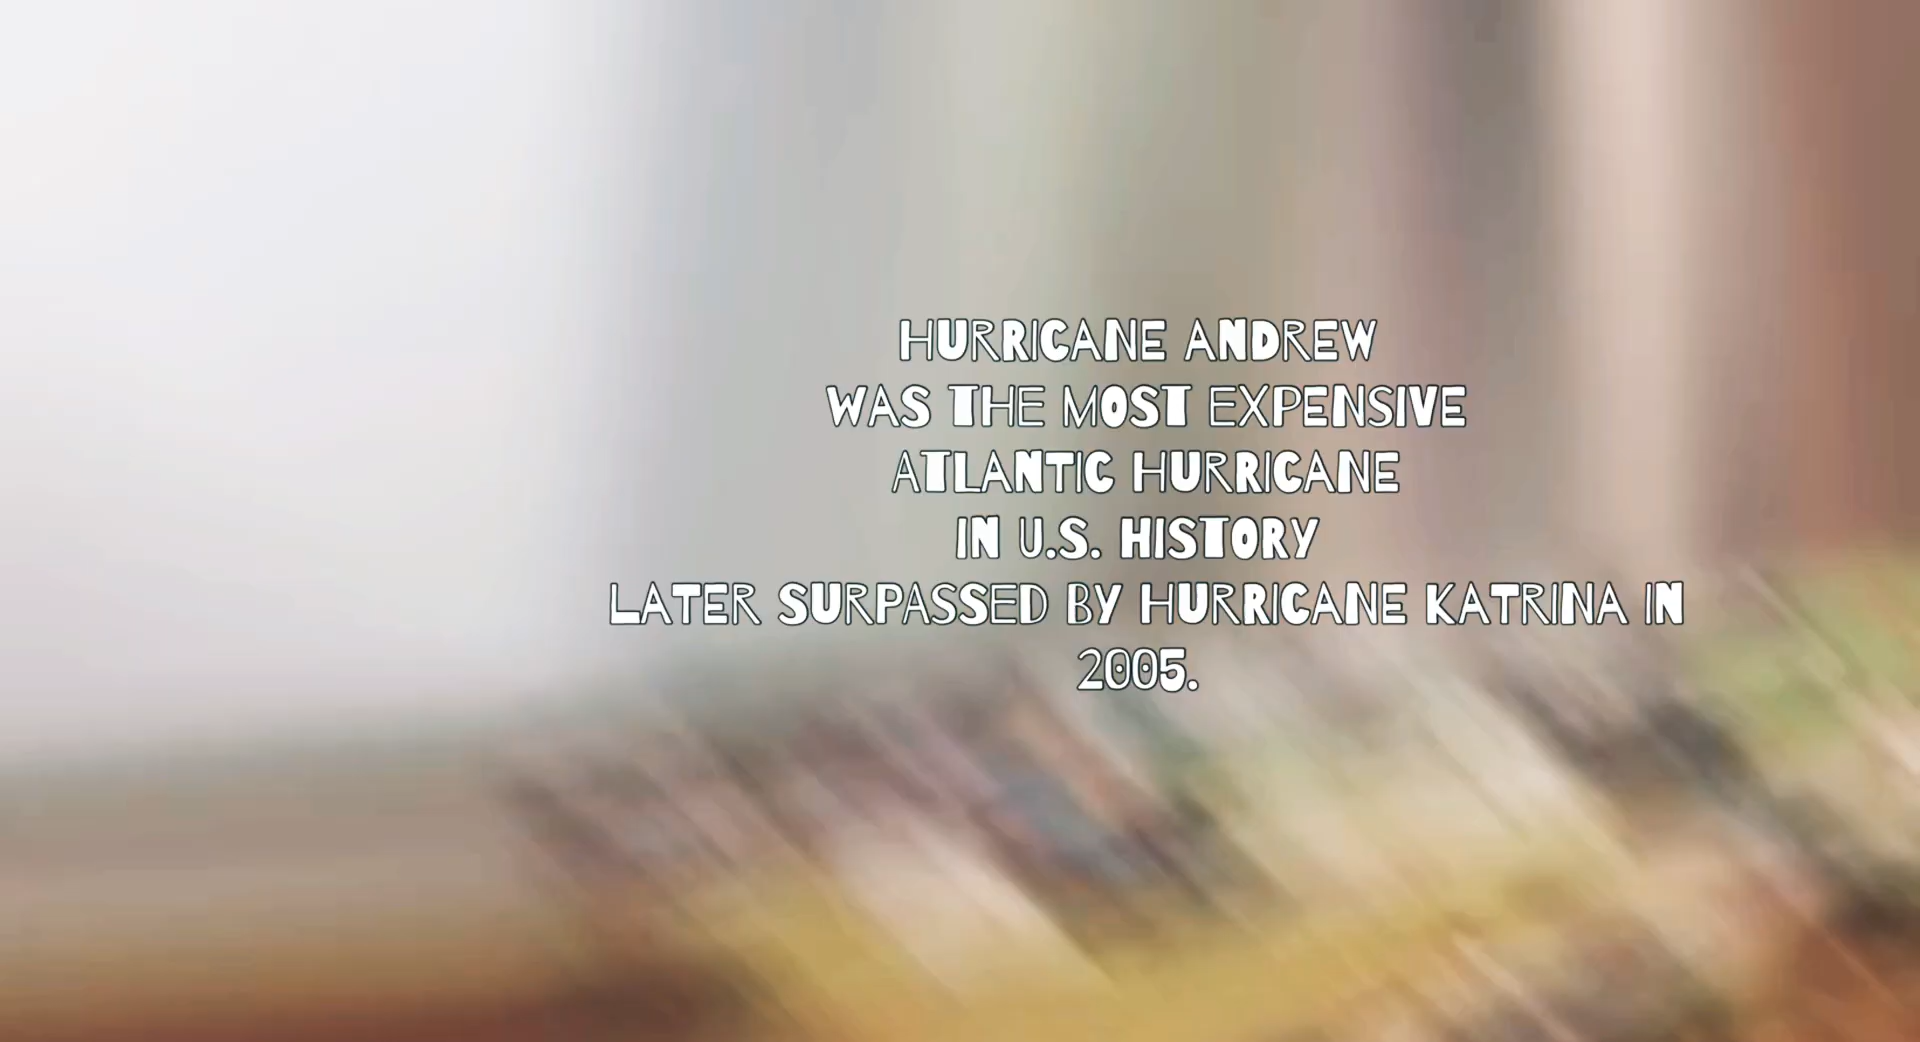 HURRICANE ANDREW
WAS THE MOST EXPENSIVE
ATLANTIC HURRICANE
IN U.S. HISTORY
LATER SURPASSED BY HURRICANE KATRINA IN
2005.